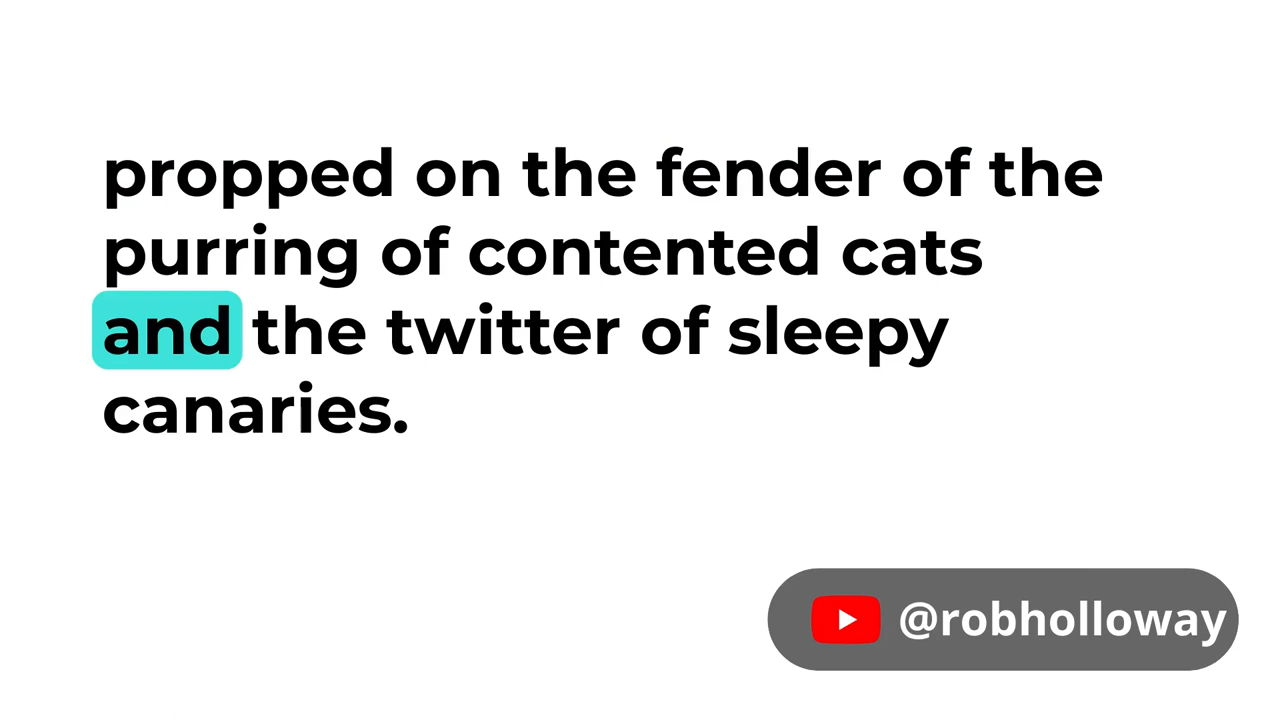 propped on the fender of the
purring of contented cats
and the twitter of sleepy
canaries.
@robholloway